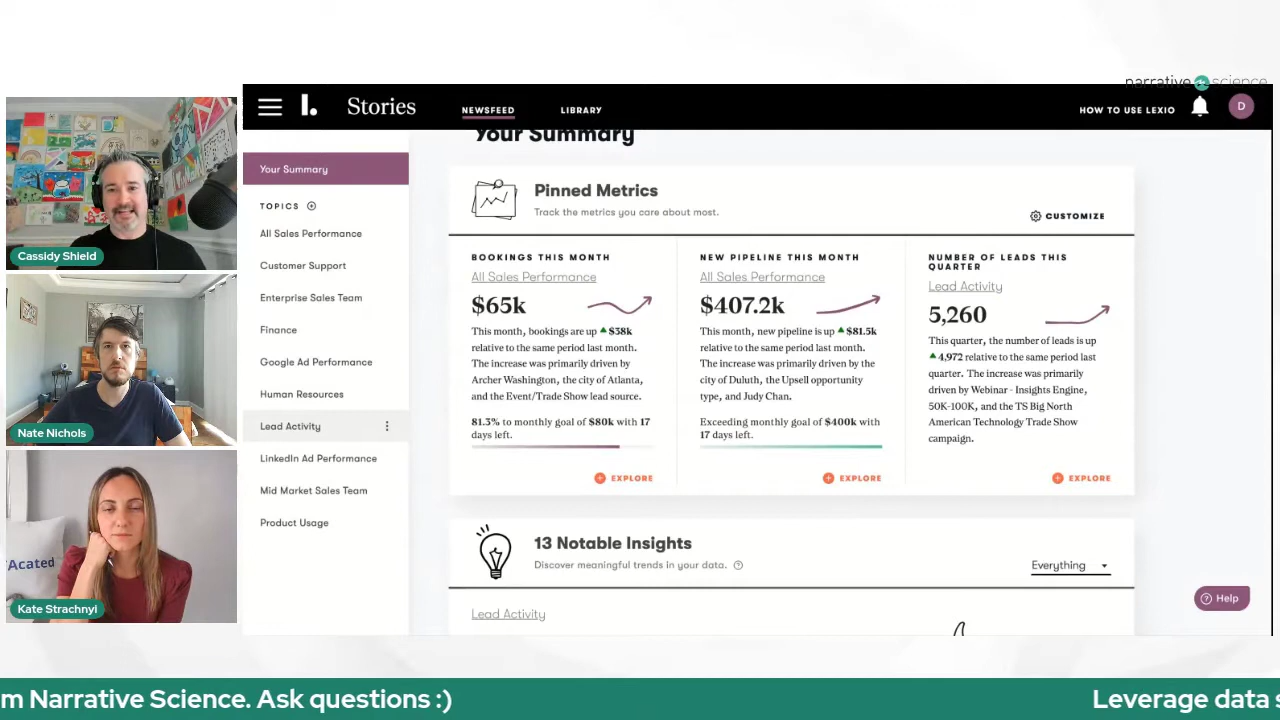 narrative science
Stories
NEWSFEED
LIBRARY
HOW TO USE LEXIO
D
Cassidy Shield
Nate Nichols
Acated
Kate Strachnyi
Your Summary
TOPICS
All Sales Performance
Customer Support
Enterprise Sales Team
Finance
Google Ad Performance
Human Resources
Lead Activity
LinkedIn Ad Performance
Mid Market Sales Team
Product Usage
Your Summary
Pinned Metrics
Track the metrics you care about most.
CUSTOMIZE
BOOKINGS THIS MONTH
All Sales Performance
$65k
This month, bookings are up $38k
relative to the same period last month.
The increase was primarily driven by
Archer Washington, the city of Atlanta,
and the Event/Trade Show lead source.
81.3% to monthly goal of $80k with 17
days left.
EXPLORE
NEW PIPELINE THIS MONTH
All Sales Performance
$407.2k
This month, new pipeline is up $81.5k
relative to the same period last month.
The increase was primarily driven by the
city of Duluth, the Upsell opportunity
type, and Judy Chan.
Exceeding monthly goal of $400k with
17 days left.
EXPLORE
NUMBER OF LEADS THIS
QUARTER
Lead Activity
5,260
This quarter, the number of leads is up
4,972 relative to the same period last
quarter. The increase was primarily
driven by Webinar - Insights Engine,
50K-100K, and the TS Big North
American Technology Trade Show
campaign.
EXPLORE
13 Notable Insights
Discover meaningful trends in your data.
Everything
Lead Activity
Help
m Narrative Science. Ask questions :)
Leverage data s